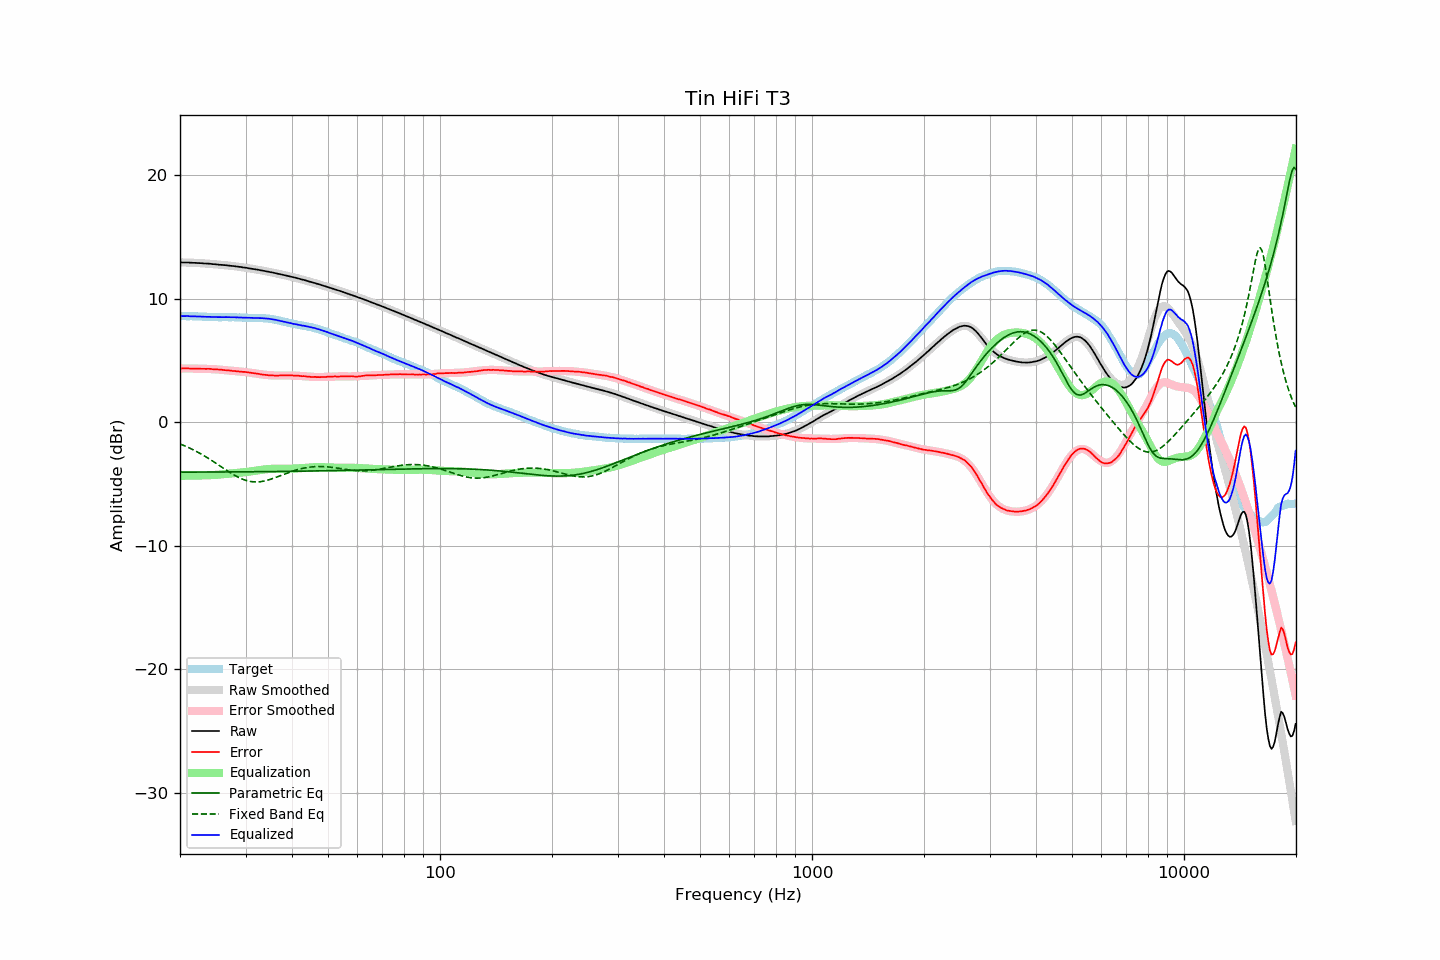 Tin HiFi T3
20
10
0
−10
−20
−30
Amplitude (dBr)
Target
Raw Smoothed
Error Smoothed
Raw
Error
Equalization
Parametric Eq
Fixed Band Eq
Equalized
100
1000
10000
Frequency (Hz)